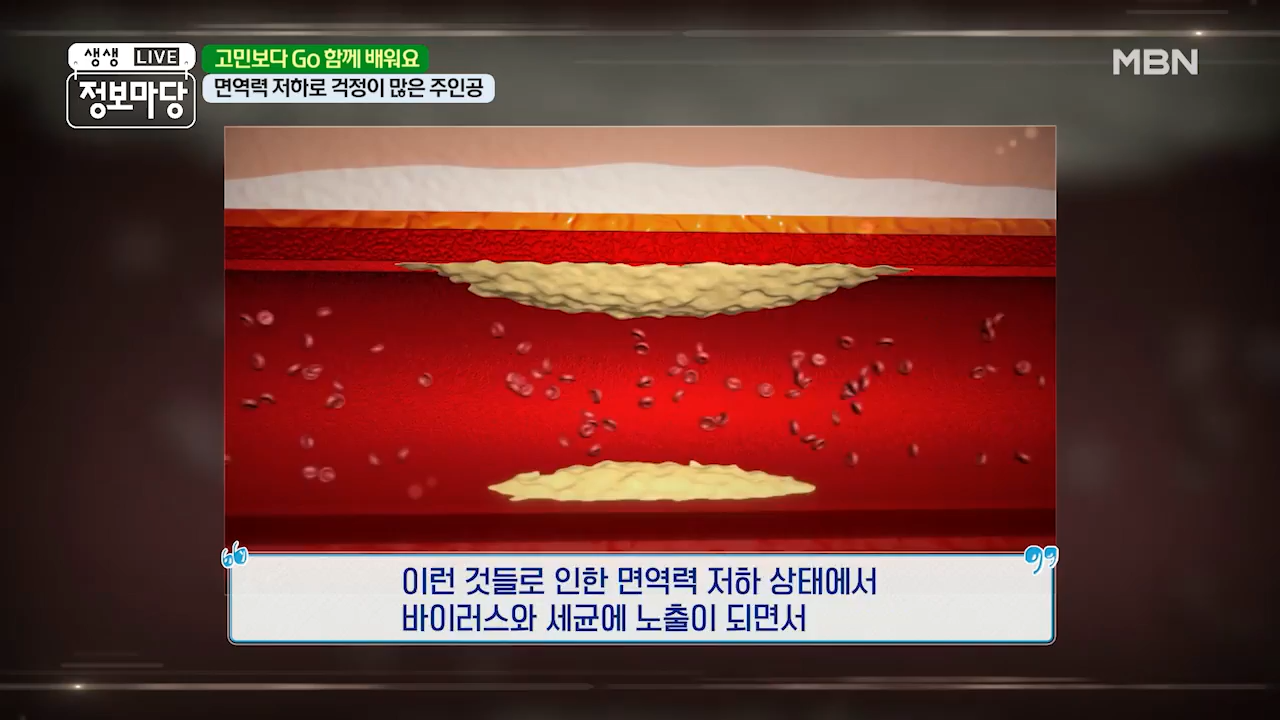 생생 LIVE
정보마당
고민보다 Go 함께 배워요
면역력 저하로 걱정이 많은 주인공
MBN
이런 것들로 인한 면역력 저하 상태에서
바이러스와 세균에 노출이 되면서